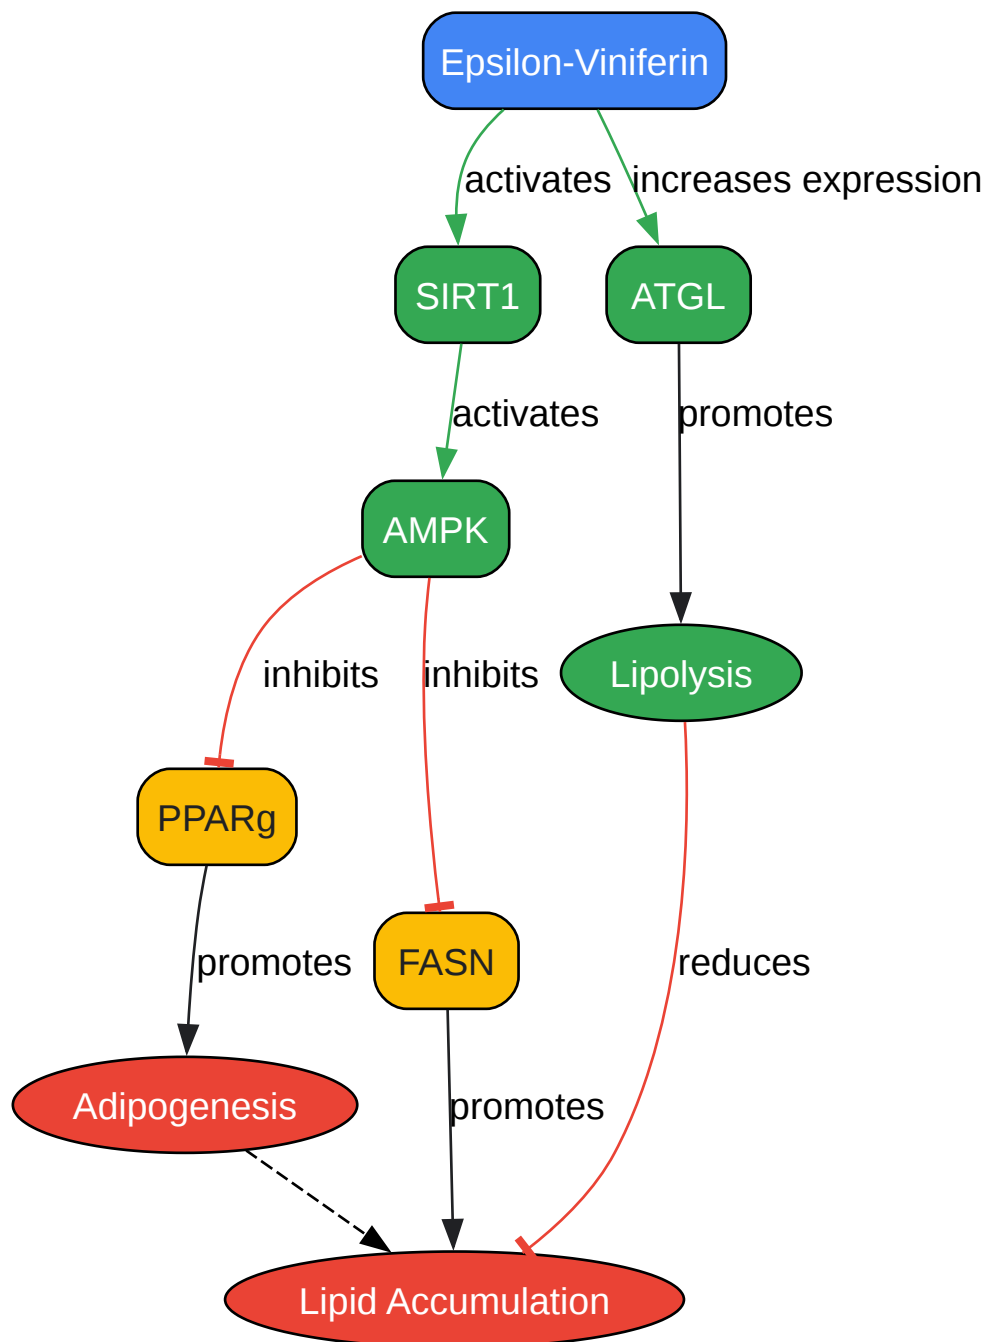 Epsilon-Viniferin
activates
increases expression
SIRT1
ATGL
activates
promotes
AMPK
inhibits
inhibits
Lipolysis
PPARg
promotes
FASN
reduces
Adipogenesis
promotes
Lipid Accumulation